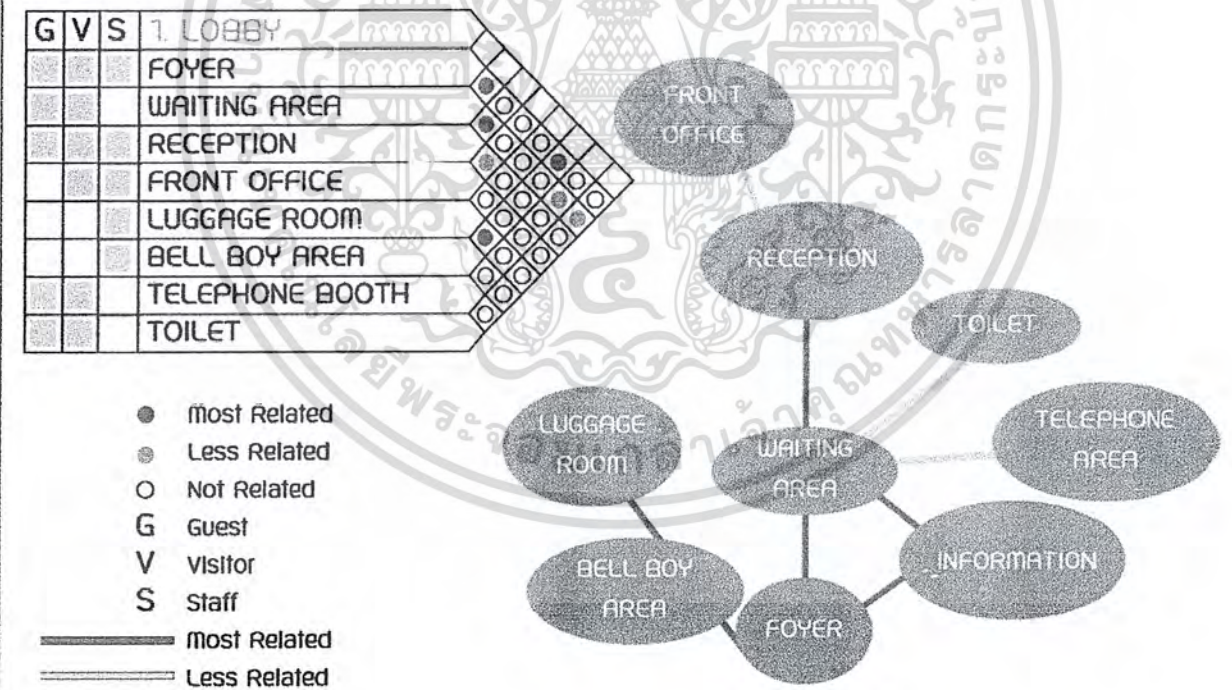 G V S 1. LOBBY
FOYER
WAITING AREA
RECEPTION
FRONT OFFICE
LUGGAGE ROOM
BELL BOY AREA
TELEPHONE BOOTH
TOILET
Most Related
Less Related
Not Related
G Guest
V Visitor
S Staff
Most Related
Less Related
FRONT
OFFICE
RECEPTION
TOILET
LUGGAGE
ROOM
WAITING
AREA
TELEPHONE
AREA
BELL BOY
AREA
FOYER
INFORMATION